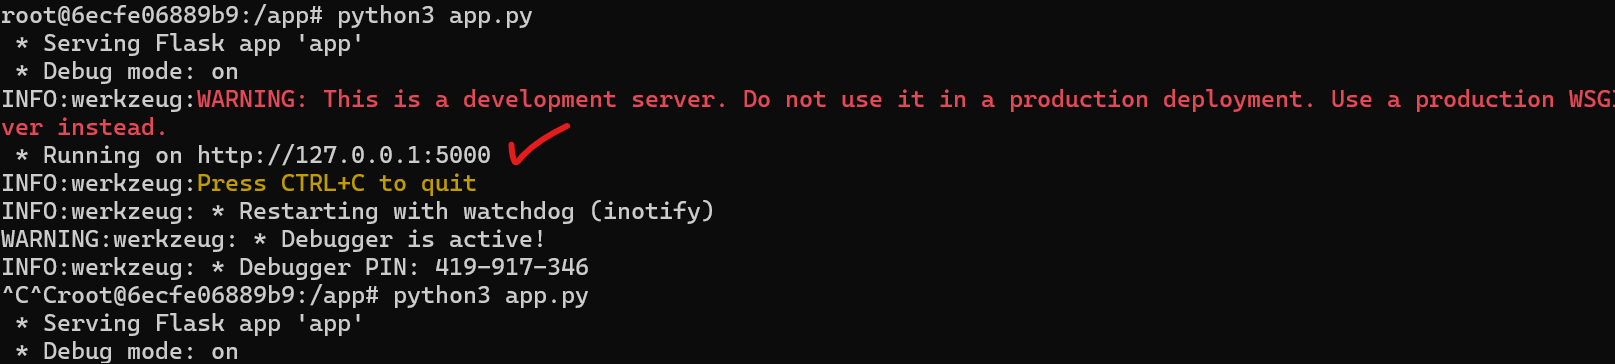 root@6ecfe06889b9:/app# python3 app.py
 * Serving Flask app 'app'
 * Debug mode: on
INFO:werkzeug:WARNING: This is a development server. Do not use it in a production deployment. Use a production WSGI
ver instead.
 * Running on http://127.0.0.1:5000
INFO:werkzeug:Press CTRL+C to quit
INFO:werkzeug: * Restarting with watchdog (inotify)
WARNING:werkzeug: * Debugger is active!
INFO:werkzeug: * Debugger PIN: 419-917-346
^C^Croot@6ecfe06889b9:/app# python3 app.py
 * Serving Flask app 'app'
 * Debug mode: on